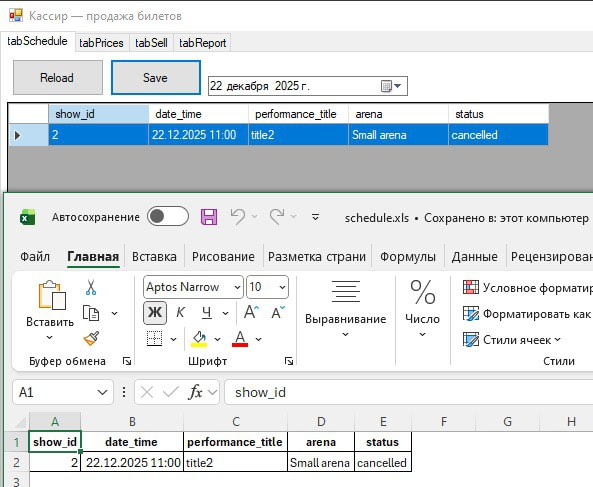 Кассир — продажа билетов
tabSchedule tabPrices tabSell tabReport
Reload Save 22 декабря 2025 г.
show_id date_time performance_title arena status
2 22.12.2025 11:00 title2 Small arena cancelled
Автосохранение schedule.xls • Сохранено в: этот компьютер
Файл Главная Вставка Рисование Разметка страни Формулы Данные Рецензирован
Вставить
Aptos Narrow 10
Ж К Ч
Выравнивание
Число
Условное форматир
Форматировать как
Стили ячеек
Буфер обмена Шрифт Стили
A1 fx show_id
A B C D E F G H
1 show_id date_time performance_title arena status
2 2 22.12.2025 11:00 title2 Small arena cancelled
3